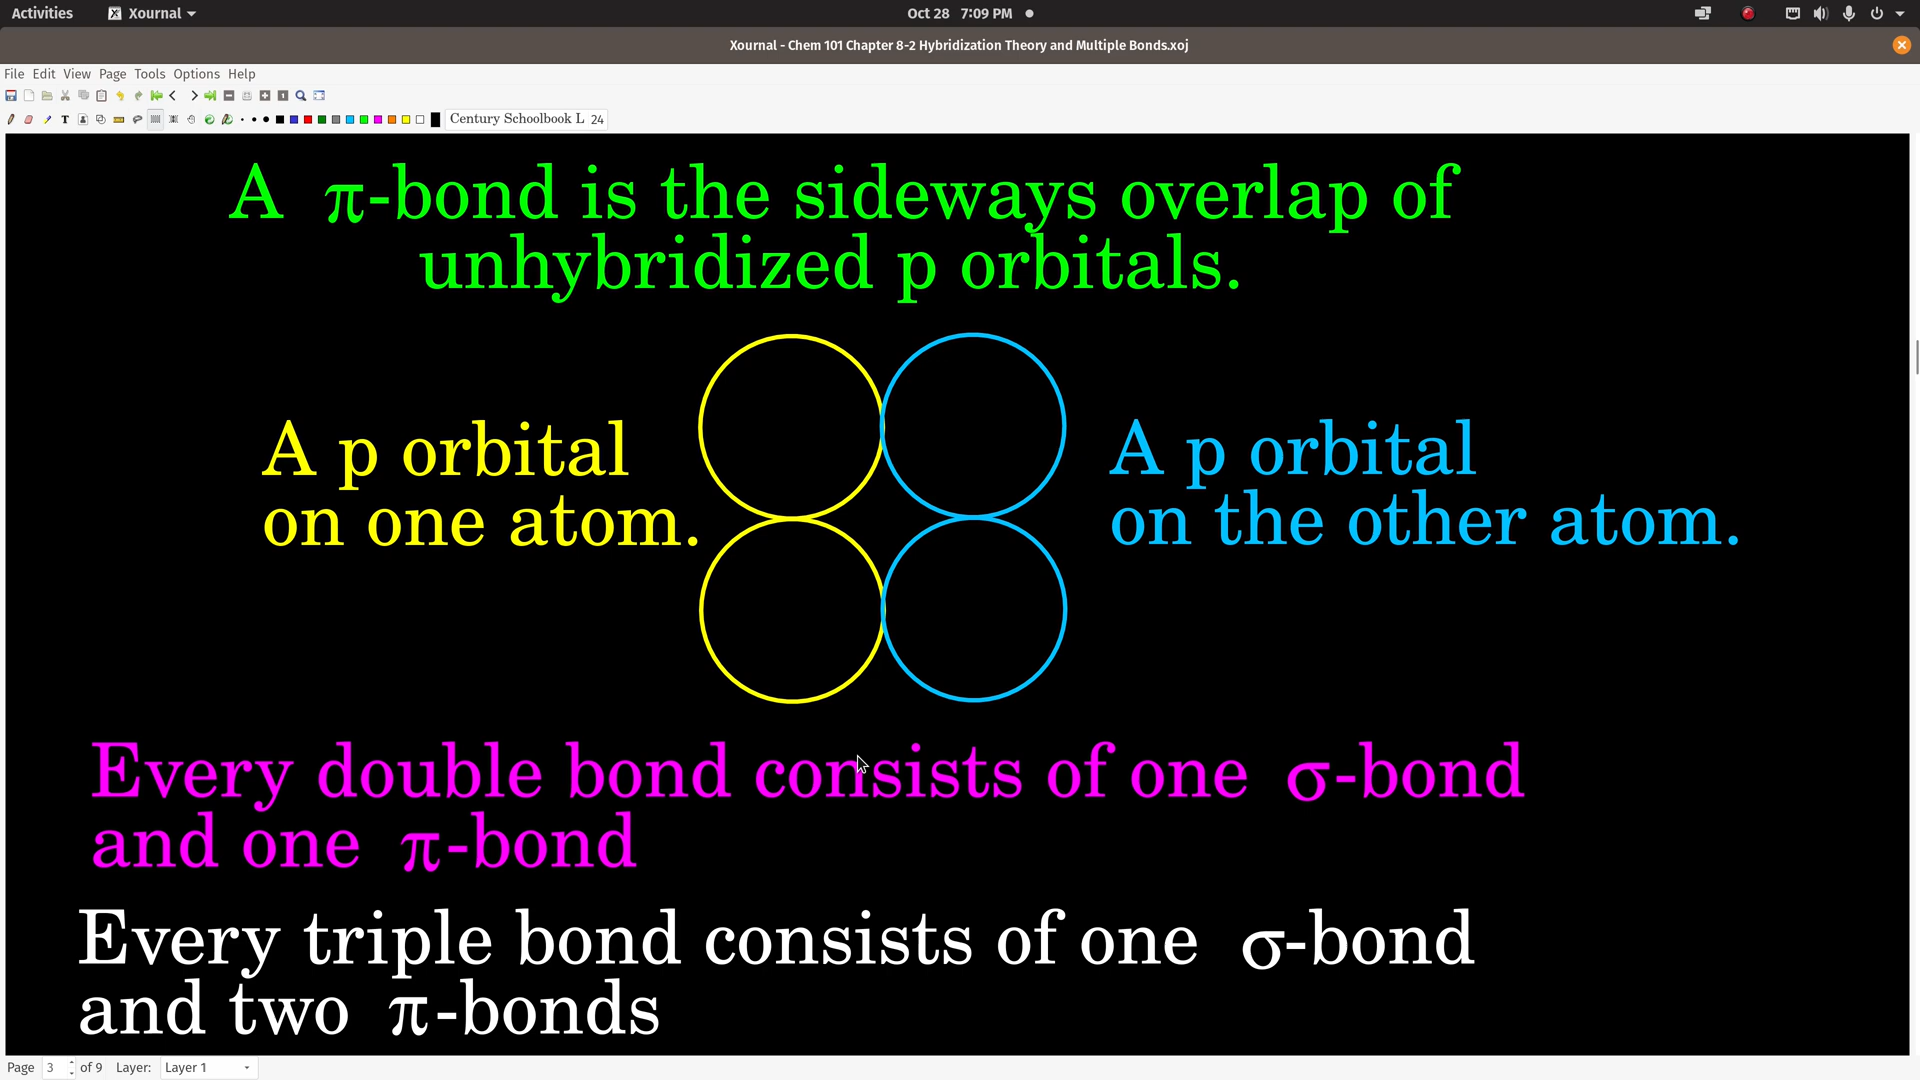 Activities Xournal Oct 28 7:09 PM
Xournal - Chem 101 Chapter 8-2 Hybridization Theory and Multiple Bonds.xoj
File Edit View Page Tools Options Help
Century Schoolbook L 24
A π-bond is the sideways overlap of
unhybridized p orbitals.
A p orbital
on one atom.
A p orbital
on the other atom.
Every double bond consists of one σ-bond
and one π-bond
Every triple bond consists of one σ-bond
and two π-bonds
Page 3 of 9 Layer: Layer 1